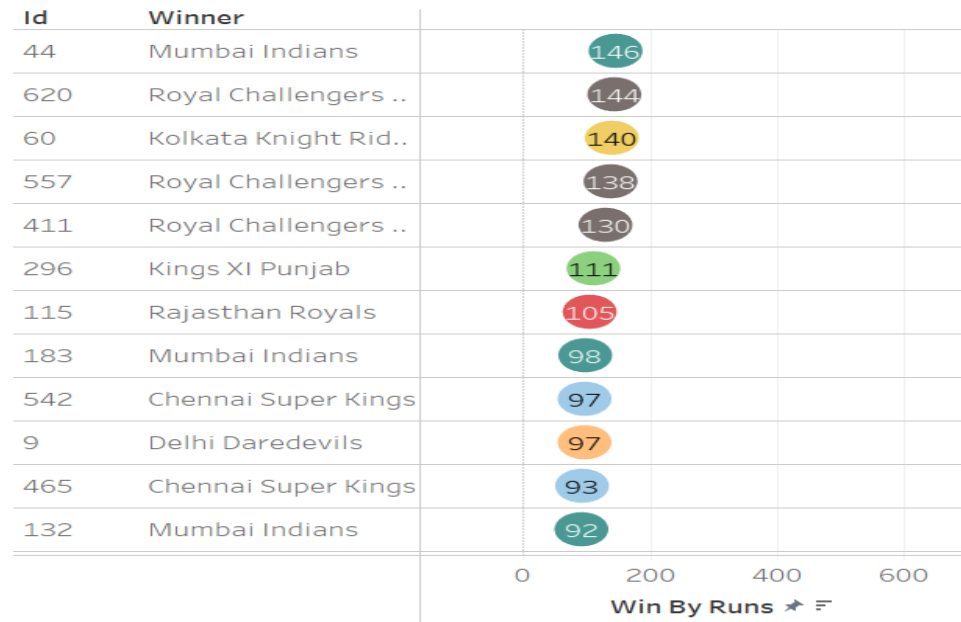 Id Winner
44 Mumbai Indians 146
620 Royal Challengers .. 144
60 Kolkata Knight Rid.. 140
557 Royal Challengers .. 138
411 Royal Challengers .. 130
296 Kings XI Punjab 111
115 Rajasthan Royals 105
183 Mumbai Indians 98
542 Chennai Super Kings 97
9 Delhi Daredevils 97
465 Chennai Super Kings 93
132 Mumbai Indians 92
0 200 400 600
Win By Runs